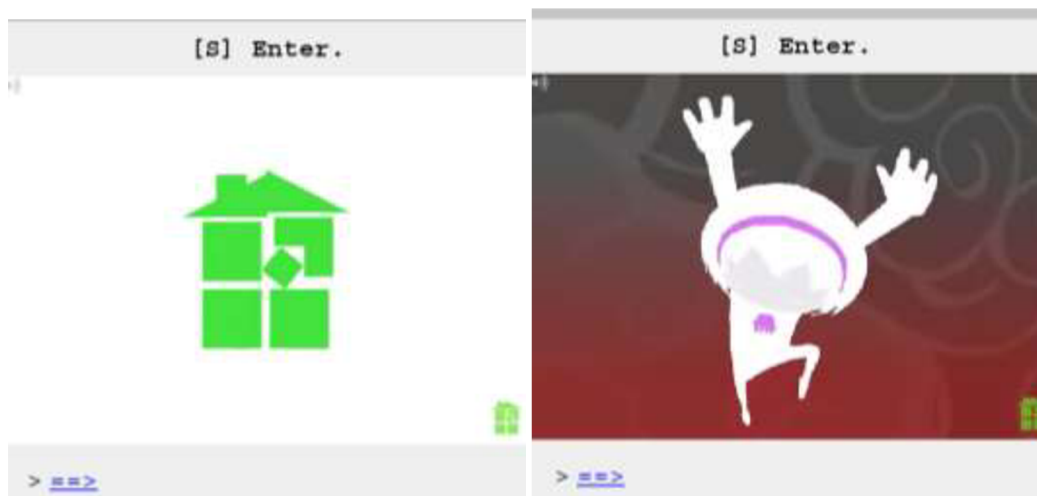 [S] Enter.
> ==>
[S] Enter.
> ==>